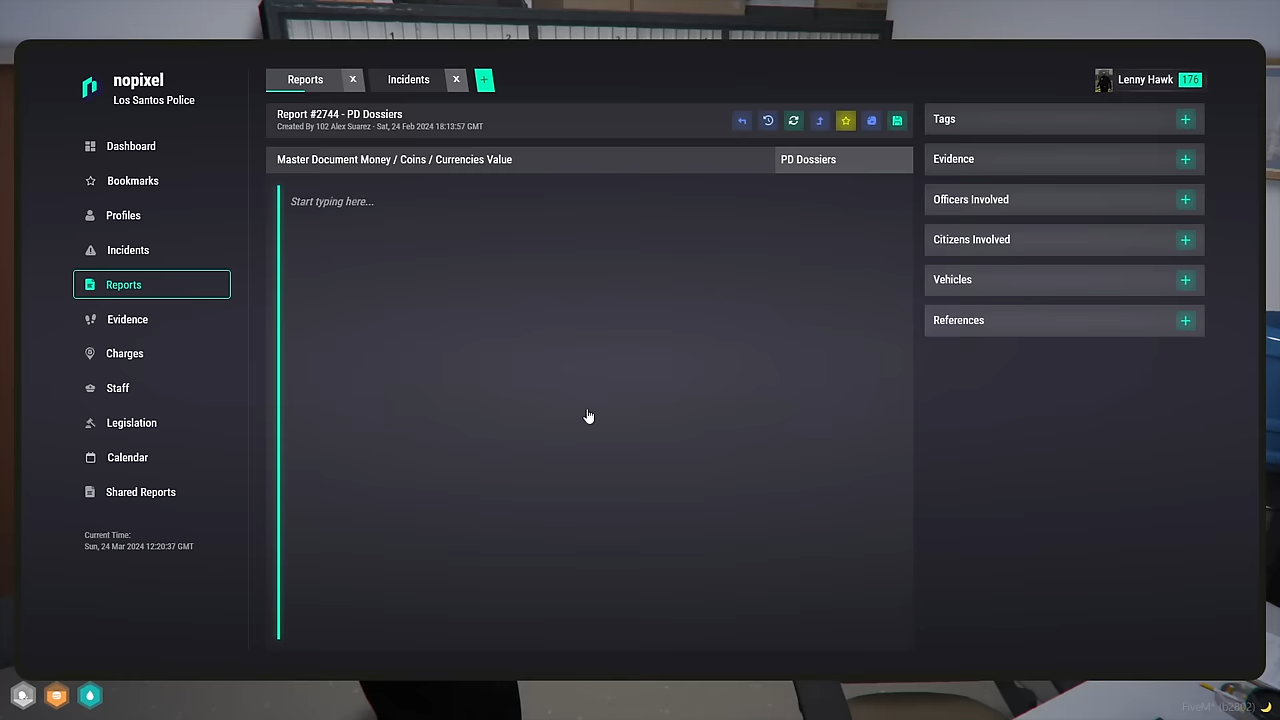 nopixel
Los Santos Police
Dashboard
Bookmarks
Profiles
Incidents
Reports
Evidence
Charges
Staff
Legislation
Calendar
Shared Reports
Current Time:
Sun, 24 Mar 2024 12:20:37 GMT
Reports x Incidents x +
Report #2744 - PD Dossiers
Created By 102 Alex Suarez · Sat, 24 Feb 2024 18:13:57 GMT
Master Document Money / Coins / Currencies Value
PD Dossiers
Start typing here...
Lenny Hawk 176
Tags +
Evidence +
Officers Involved +
Citizens Involved +
Vehicles +
References +
FiveM* (b2802)